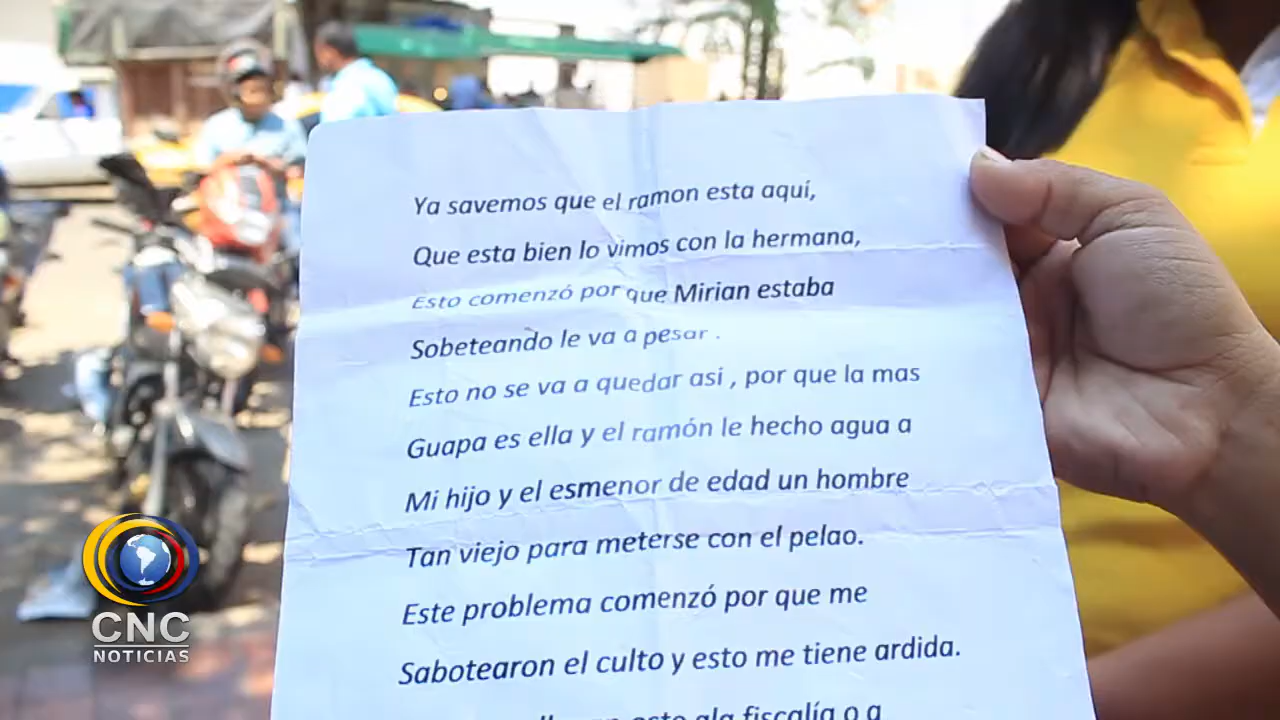 Ya savemos que el ramon esta aquí,
Que esta bien lo vimos con la hermana,
Esto comenzó por que Mirian estaba
Sobeteando le va a pesar .
Esto no se va a quedar asi , por que la mas
Guapa es ella y el ramón le hecho agua a
Mi hijo y el esmenor de edad un hombre
Tan viejo para meterse con el pelao.
Este problema comenzó por que me
Sabotearon el culto y esto me tiene ardida.
esto ala fiscalía o a
CNC
NOTICIAS